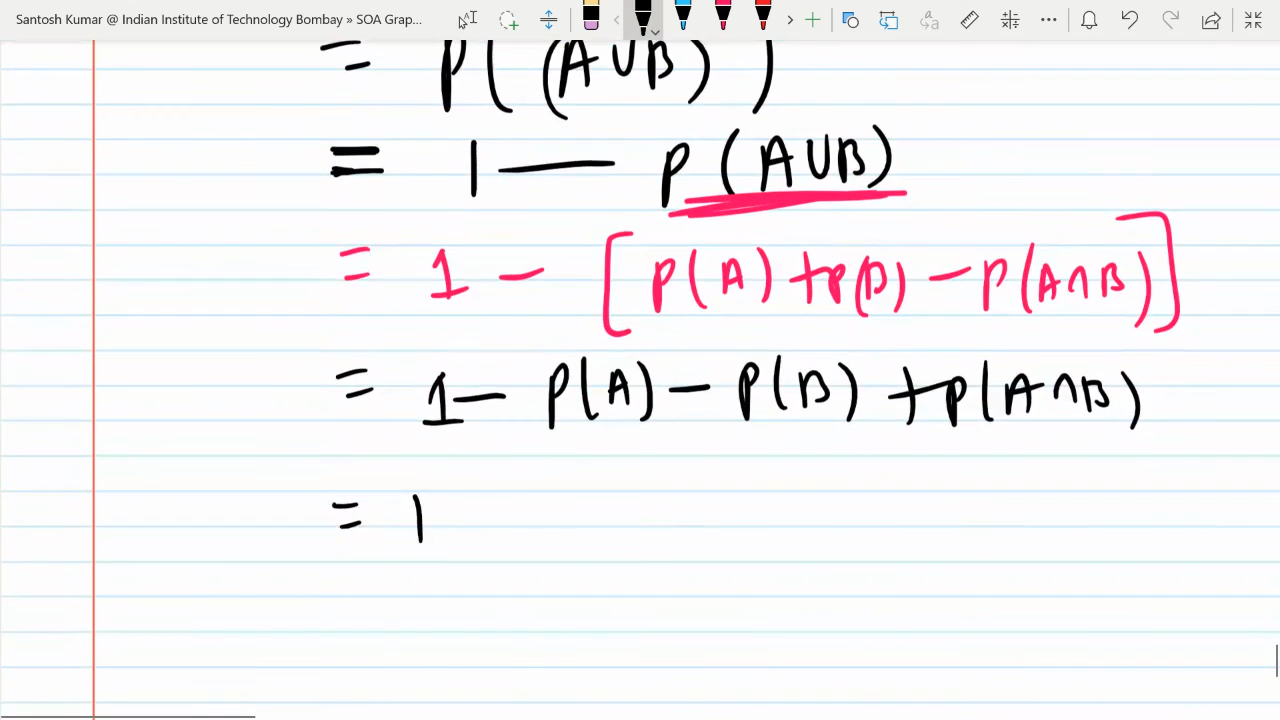 Santosh Kumar @ Indian Institute of Technology Bombay » SOA Grap...
= P((A∪B) )
= 1 — P(A∪B)
= 1 - [P(A) + P(B) - P(A∩B)]
= 1 - P(A) - P(B) + P(A∩B)
= 1